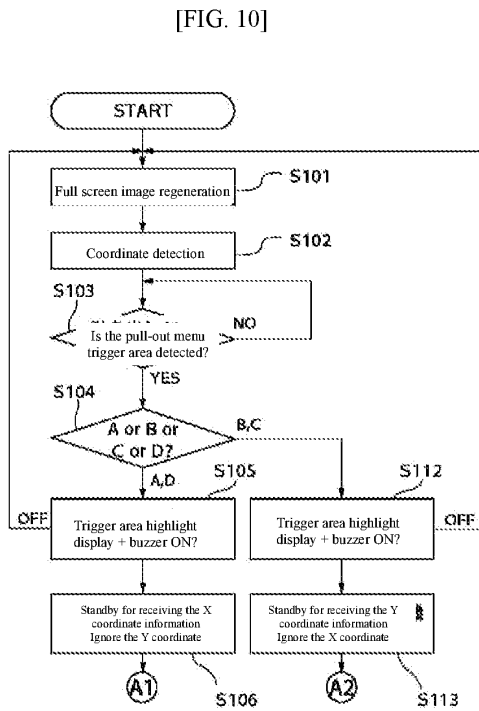 [FIG. 10]
START
Full screen image regeneration
S101
Coordinate detection
S102
S103
Is the pull-out menu
trigger area detected?
NO
YES
S104
A or B or
C or D?
B,C
A,D
S105
S112
OFF
Trigger area highlight
display + buzzer ON?
Trigger area highlight
display + buzzer ON?
OFF
Standby for receiving the X
coordinate information
Ignore the Y coordinate
Standby for receiving the Y
coordinate information
Ignore the X coordinate
A1
S106
A2
S113